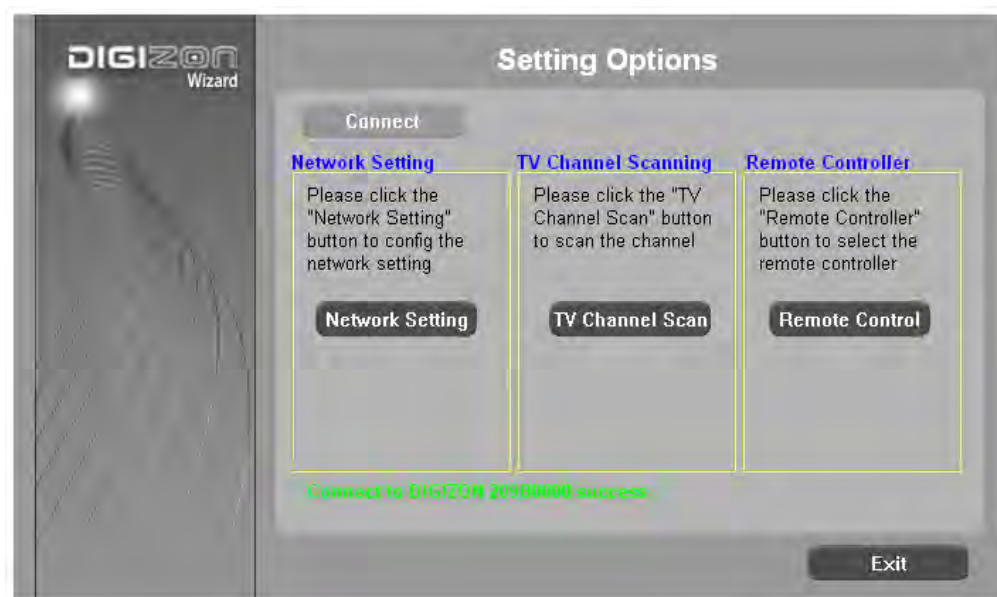 DIGIZON
Wizard
Setting Options
Connect
Network Setting
Please click the
"Network Setting"
button to config the
network setting
Network Setting
TV Channel Scanning
Please click the "TV
Channel Scan" button
to scan the channel
TV Channel Scan
Remote Controller
Please click the
"Remote Controller"
button to select the
remote controller
Remote Control
Connect to DIGIZON 209B0000 success.
Exit